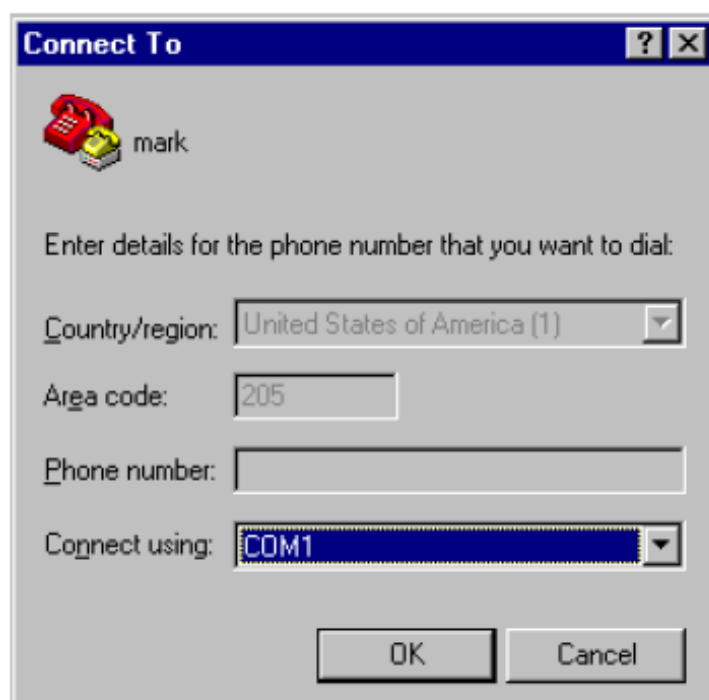 Connect To
mark
Enter details for the phone number that you want to dial:
Country/region: United States of America (1)
Area code: 205
Phone number:
Connect using: COM1
OK Cancel